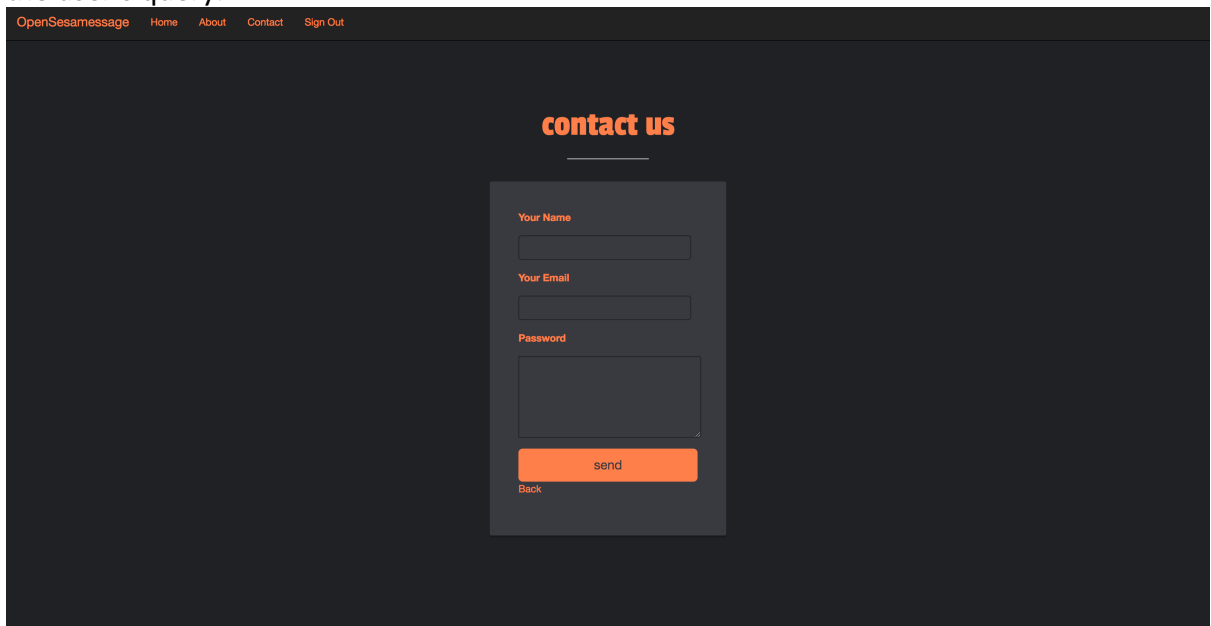 OpenSesamessage Home About Contact Sign Out
contact us
Your Name
Your Email
Password
send
Back